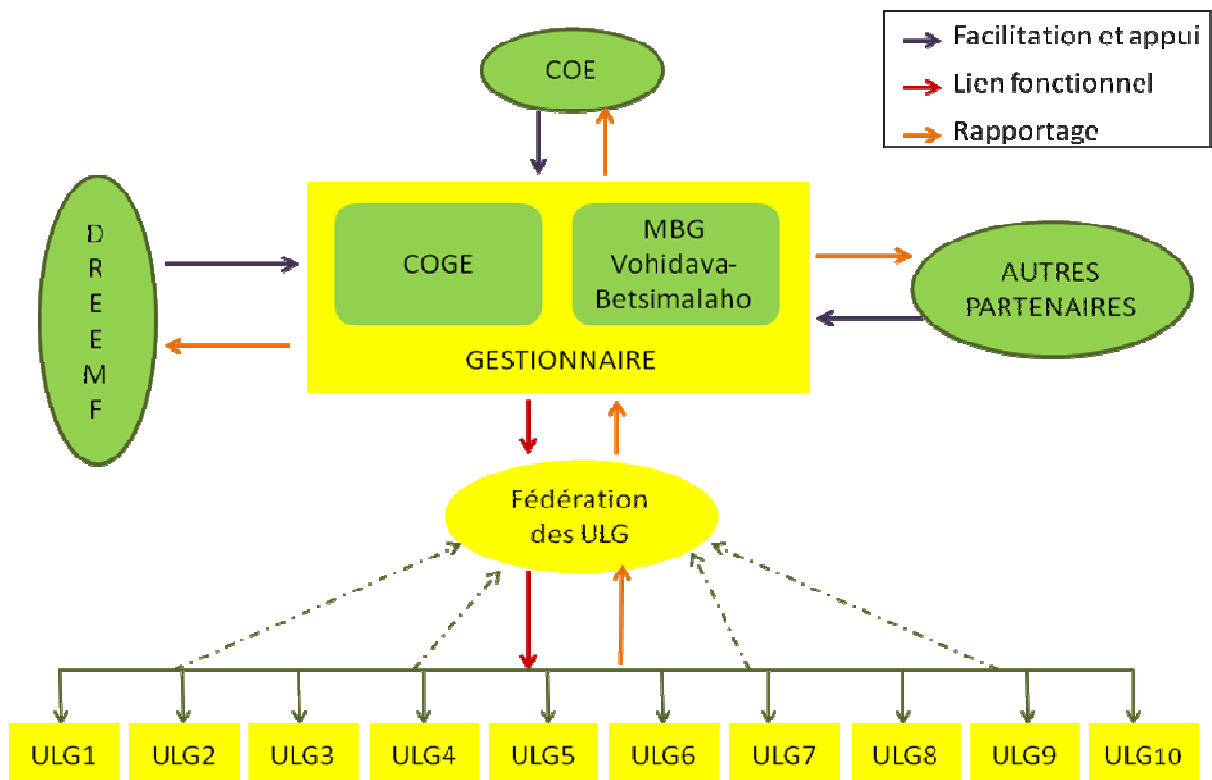 COE
Facilitation et appui
Lien fonctionnel
Rapportage
D
R
E
E
M
F
COGE
MBG
Vohidava-
Betsimalaho
GESTIONNAIRE
AUTRES
PARTENAIRES
Fédération
des ULG
ULG1
ULG2
ULG3
ULG4
ULG5
ULG6
ULG7
ULG8
ULG9
ULG10